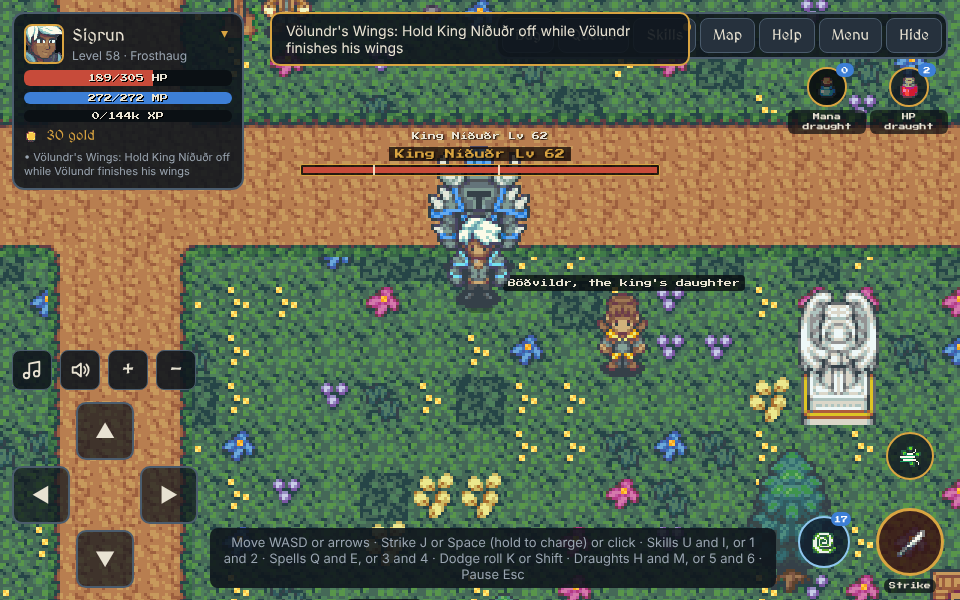 Sigrun
Level 58 · Frosthaug
189/305 HP
272/272 MP
0/144k XP
30 gold
• Völundr's Wings: Hold King Níðuðr off while Völundr finishes his wings
Völundr's Wings: Hold King Níðuðr off while Völundr
finishes his wings
Skills
Map
Help
Menu
Hide
0
Mana
draught
2
HP
draught
King Níðuðr Lv 62
King Níðuðr Lv 62
Böðvildr, the king's daughter
17
Strike
Move WASD or arrows · Strike J or Space (hold to charge) or click · Skills U and I, or 1
and 2 · Spells Q and E, or 3 and 4 · Dodge roll K or Shift · Draughts H and M, or 5 and 6 ·
Pause Esc